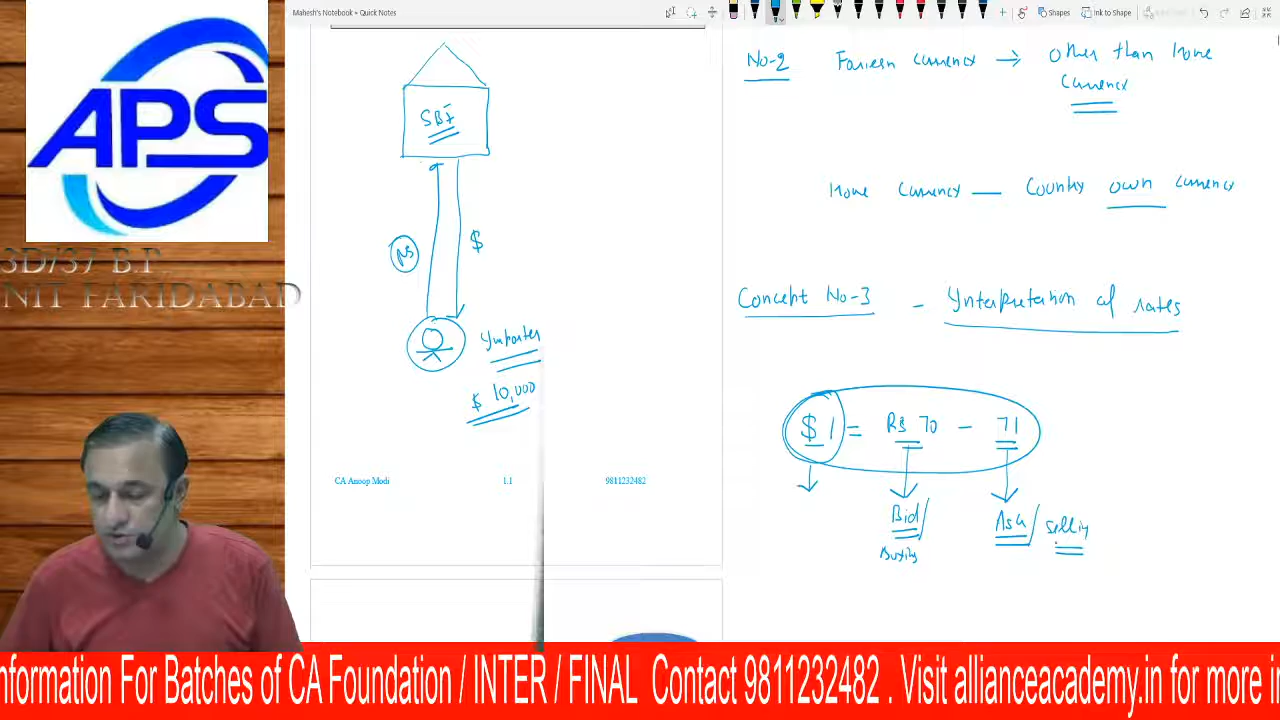 Mahesh's Notebook » Quick Notes
Shapes
Ink to Shape
APS
3D/37 B.P.
NIT FARIDABAD
SBI
Rs
$
Importer
$ 10,000
CA Anoop Modi 1.1 9811232482
No-2 Foriegn currency → other than Home
Currency
Home Currency — Country own currency
Concept No-3 - Interpretation of rates
$ 1 = Rs 70 - 71
Bid/ Ask/ selling
Buying
nformation For Batches of CA Foundation / INTER / FINAL Contact 9811232482 . Visit allianceacademy.in for more i